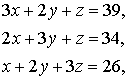 3x + 2y + z = 39,
2x + 3y + z = 34,
x + 2y + 3z = 26,